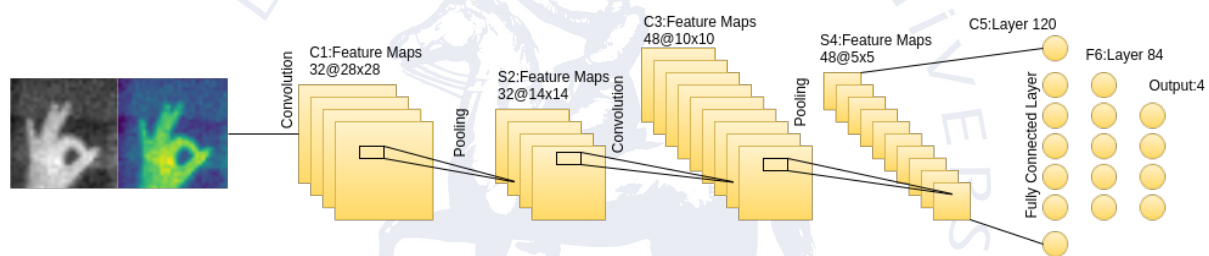 Convolution
C1:Feature Maps
32@28x28
Pooling
S2:Feature Maps
16@14x14
Convolution
C3:Feature Maps
48@10x10
Pooling
S4:Feature Maps
48@5x5
Fully Connected Layer
C5:Layer 120
F6:Layer 84
Output:4